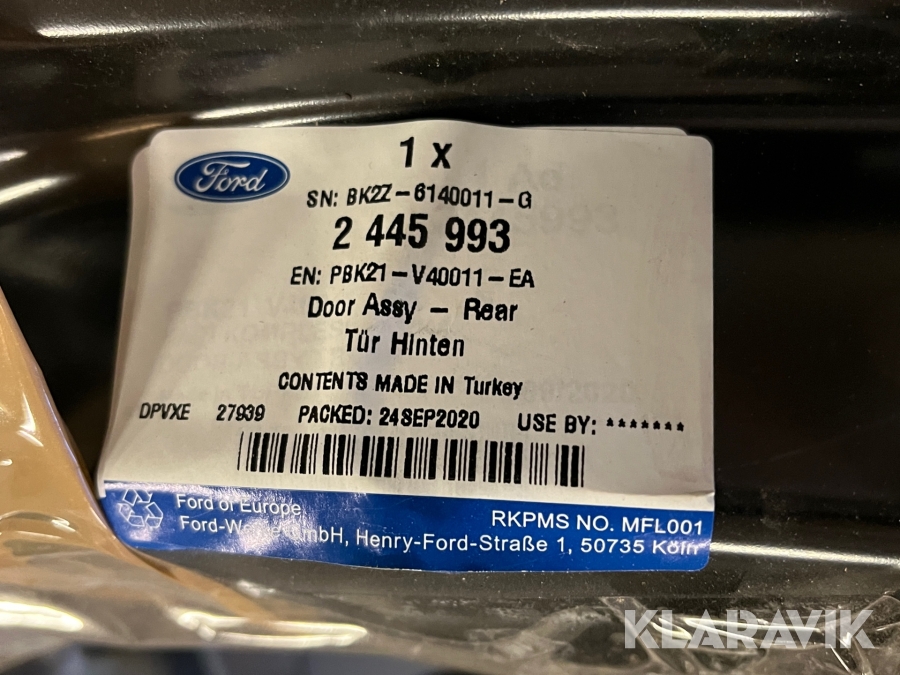 Ford
1 x
SN: BK2Z-6140011-G
2 445 993
EN: PBK21-V40011-EA
Door Assy - Rear
Tür Hinten
CONTENTS MADE IN Turkey
DPVXE 27939 PACKED: 24SEP2020 USE BY: *******
Ford of Europe
RKPMS NO. MFL001
GmbH, Henry-Ford-Straße 1, 50735 Köln
KLARAVIK